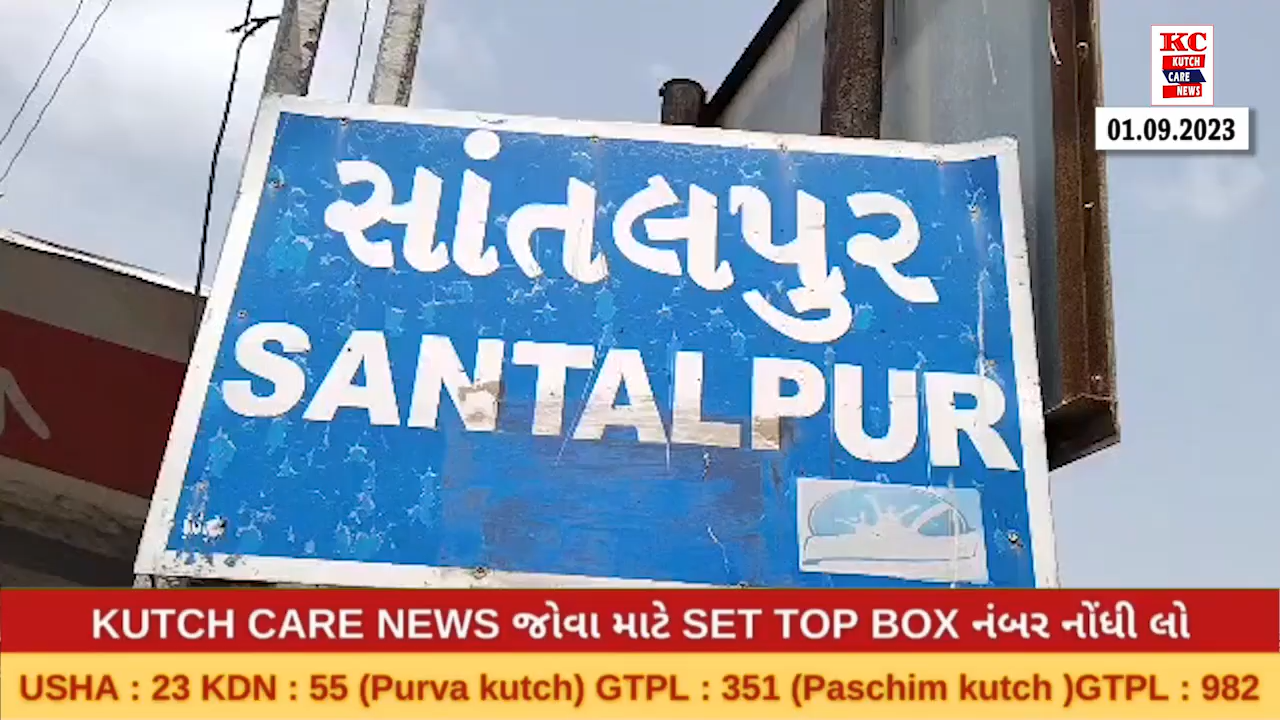 KC
KUTCH
CARE
NEWS
01.09.2023
સાંતલપુર
SANTALPUR
KUTCH CARE NEWS જોવા માટે SET TOP BOX નંબર નોંધી લો
USHA : 23 KDN : 55 (Purva kutch) GTPL : 351 (Paschim kutch )GTPL : 982